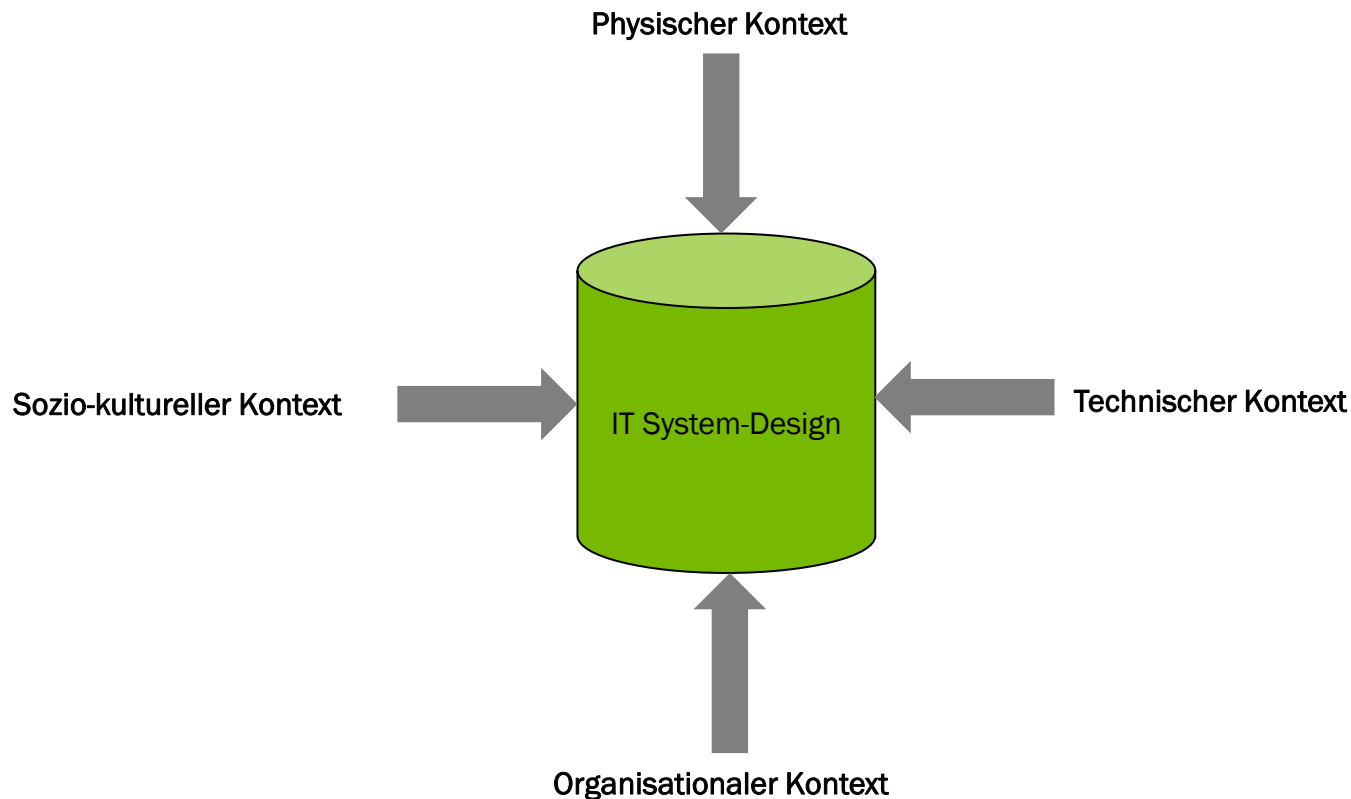 Physischer Kontext
Sozio-kultureller Kontext
IT System-Design
Technischer Kontext
Organisationaler Kontext